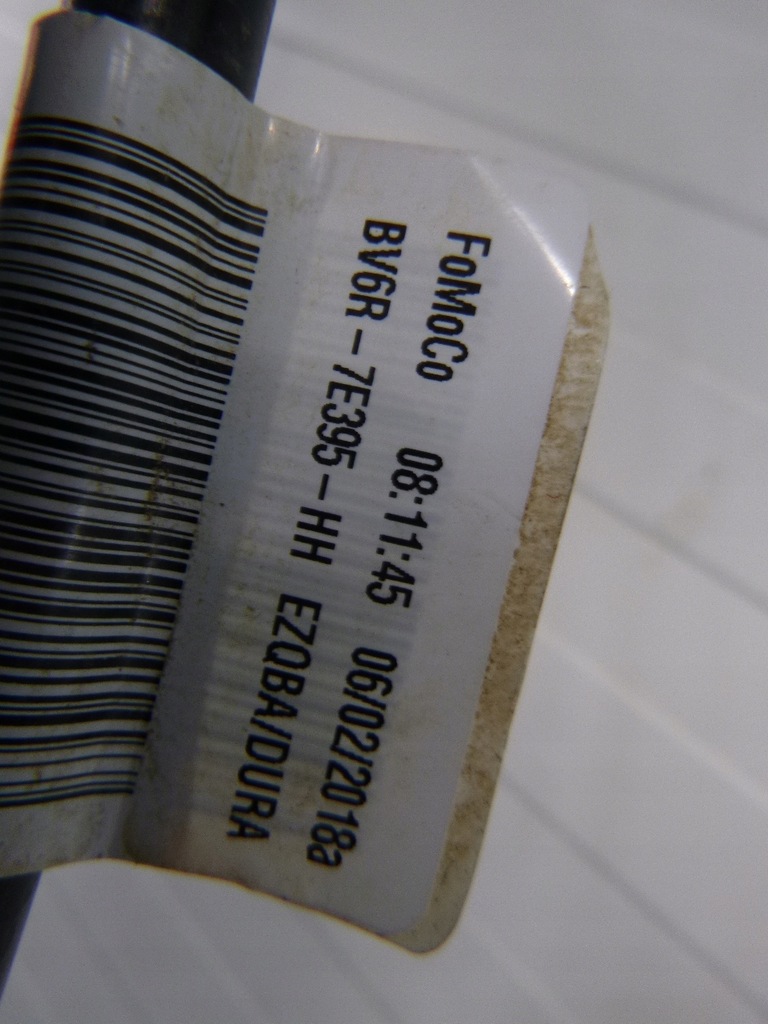 FoMoCo 08:11:45 06/02/2018a
BV6R-7E395-HH EZQBA/DURA